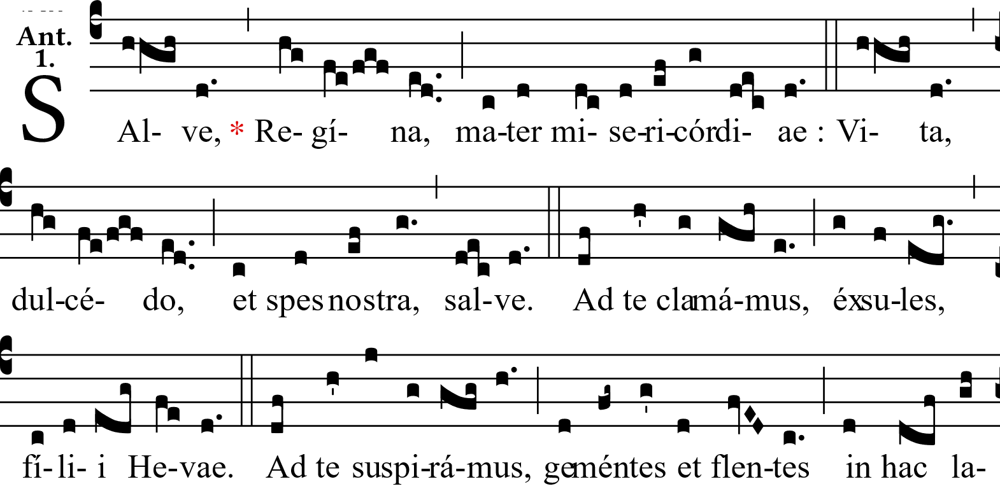 Ant.
1.
SAl- ve, * Re- gí- na, ma-ter mi- se-ri-córdi- ae : Vi- ta,
dul-cé- do, et spes nostra, sal-ve. Ad te clamá-mus, éxsu-les,
fí-li- i He-vae. Ad te suspi-rá-mus, geméntes et flen-tes in hac la-